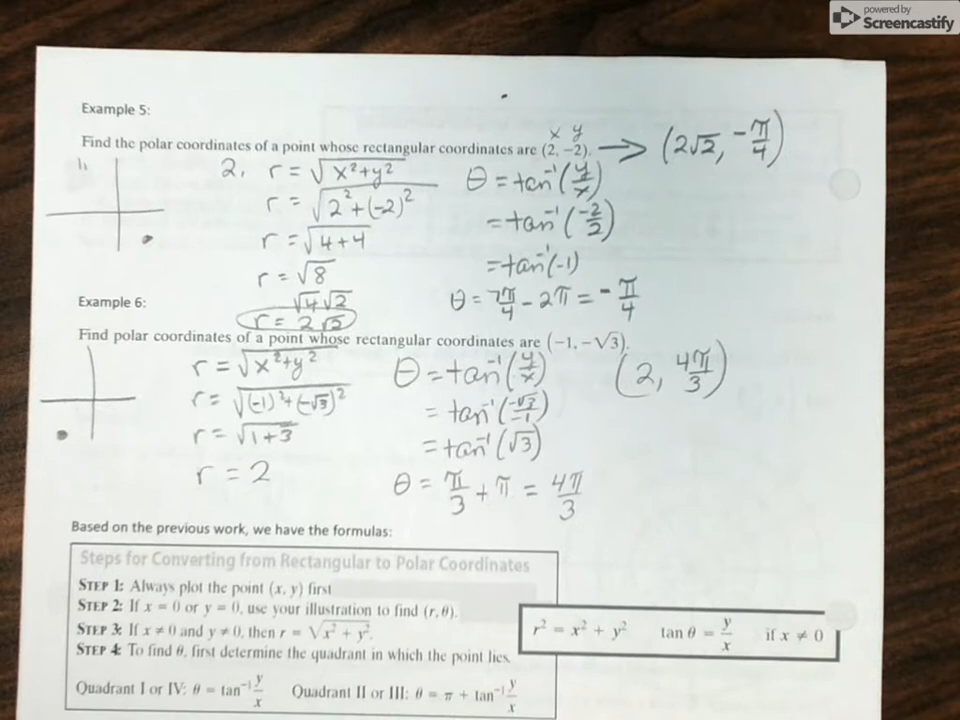 powered by
Screencastify
Example 5:
x y
Find the polar coordinates of a point whose rectangular coordinates are (2, −2). → (2√2, −π/4)
1.
2. r = √(x²+y²)
r = √(2²+(-2)²)
r = √(4+4)
r = √8
√4√2
r = 2√2
θ = tan⁻¹(y/x)
= tan⁻¹(-2/2)
= tan⁻¹(-1)
θ = 7π/4 − 2π = −π/4
Example 6:
Find polar coordinates of a point whose rectangular coordinates are (−1, −√3).
r = √(x²+y²)
r = √((-1)²+(-√3)²)
r = √(1+3)
r = 2
θ = tan⁻¹(y/x)
= tan⁻¹(-√3/-1)
= tan⁻¹(√3)
θ = π/3 + π = 4π/3
(2, 4π/3)
Based on the previous work, we have the formulas:
Steps for Converting from Rectangular to Polar Coordinates
STEP 1: Always plot the point (x, y) first
STEP 2: If x = 0 or y = 0, use your illustration to find (r, θ).
STEP 3: If x ≠ 0 and y ≠ 0, then r = √(x² + y²).
STEP 4: To find θ, first determine the quadrant in which the point lies.
Quadrant I or IV: θ = tan⁻¹ y/x Quadrant II or III: θ = π + tan⁻¹ y/x
r² = x² + y² tan θ = y/x if x ≠ 0